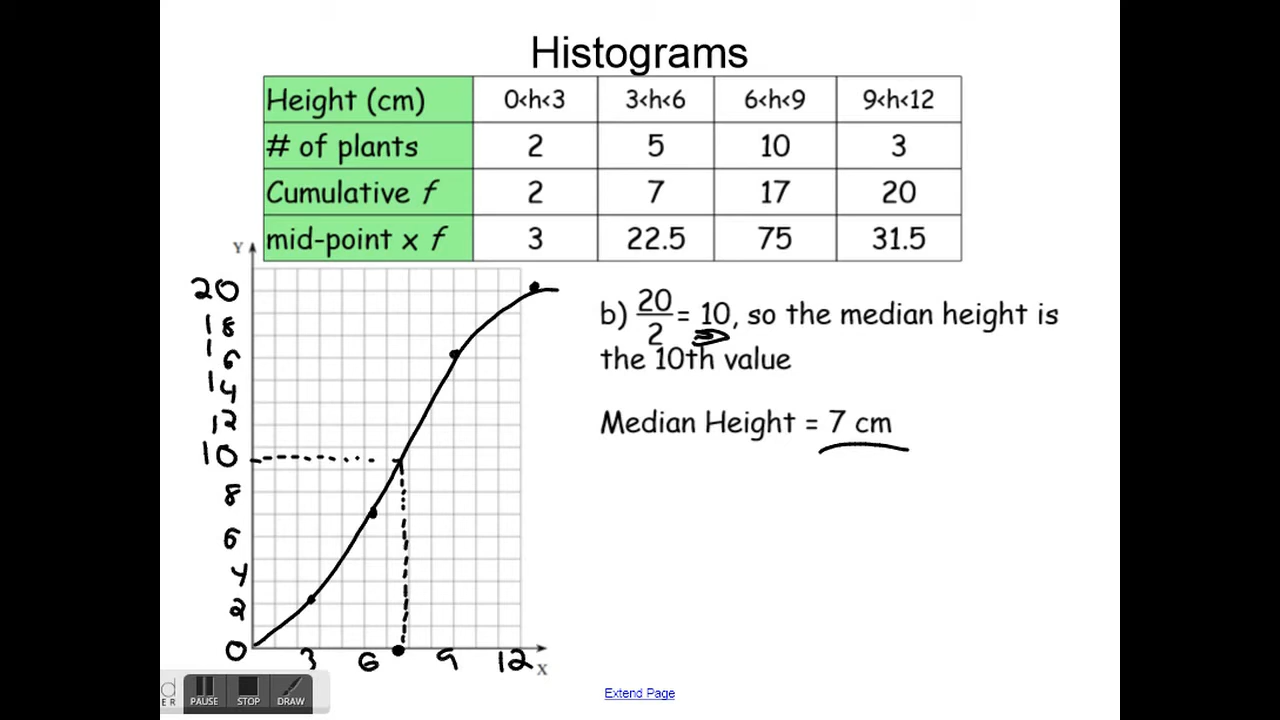 Histograms
Height (cm) 0<h<3 3<h<6 6<h<9 9<h<12
# of plants 2 5 10 3
Cumulative f 2 7 17 20
mid-point x f 3 22.5 75 31.5
Y
20
18
16
14
12
10
8
6
4
2
0
3 6 9 12 X
b) 20/2 = 10, so the median height is
the 10th value
Median Height = 7 cm
d
ER
PAUSE STOP DRAW
Extend Page